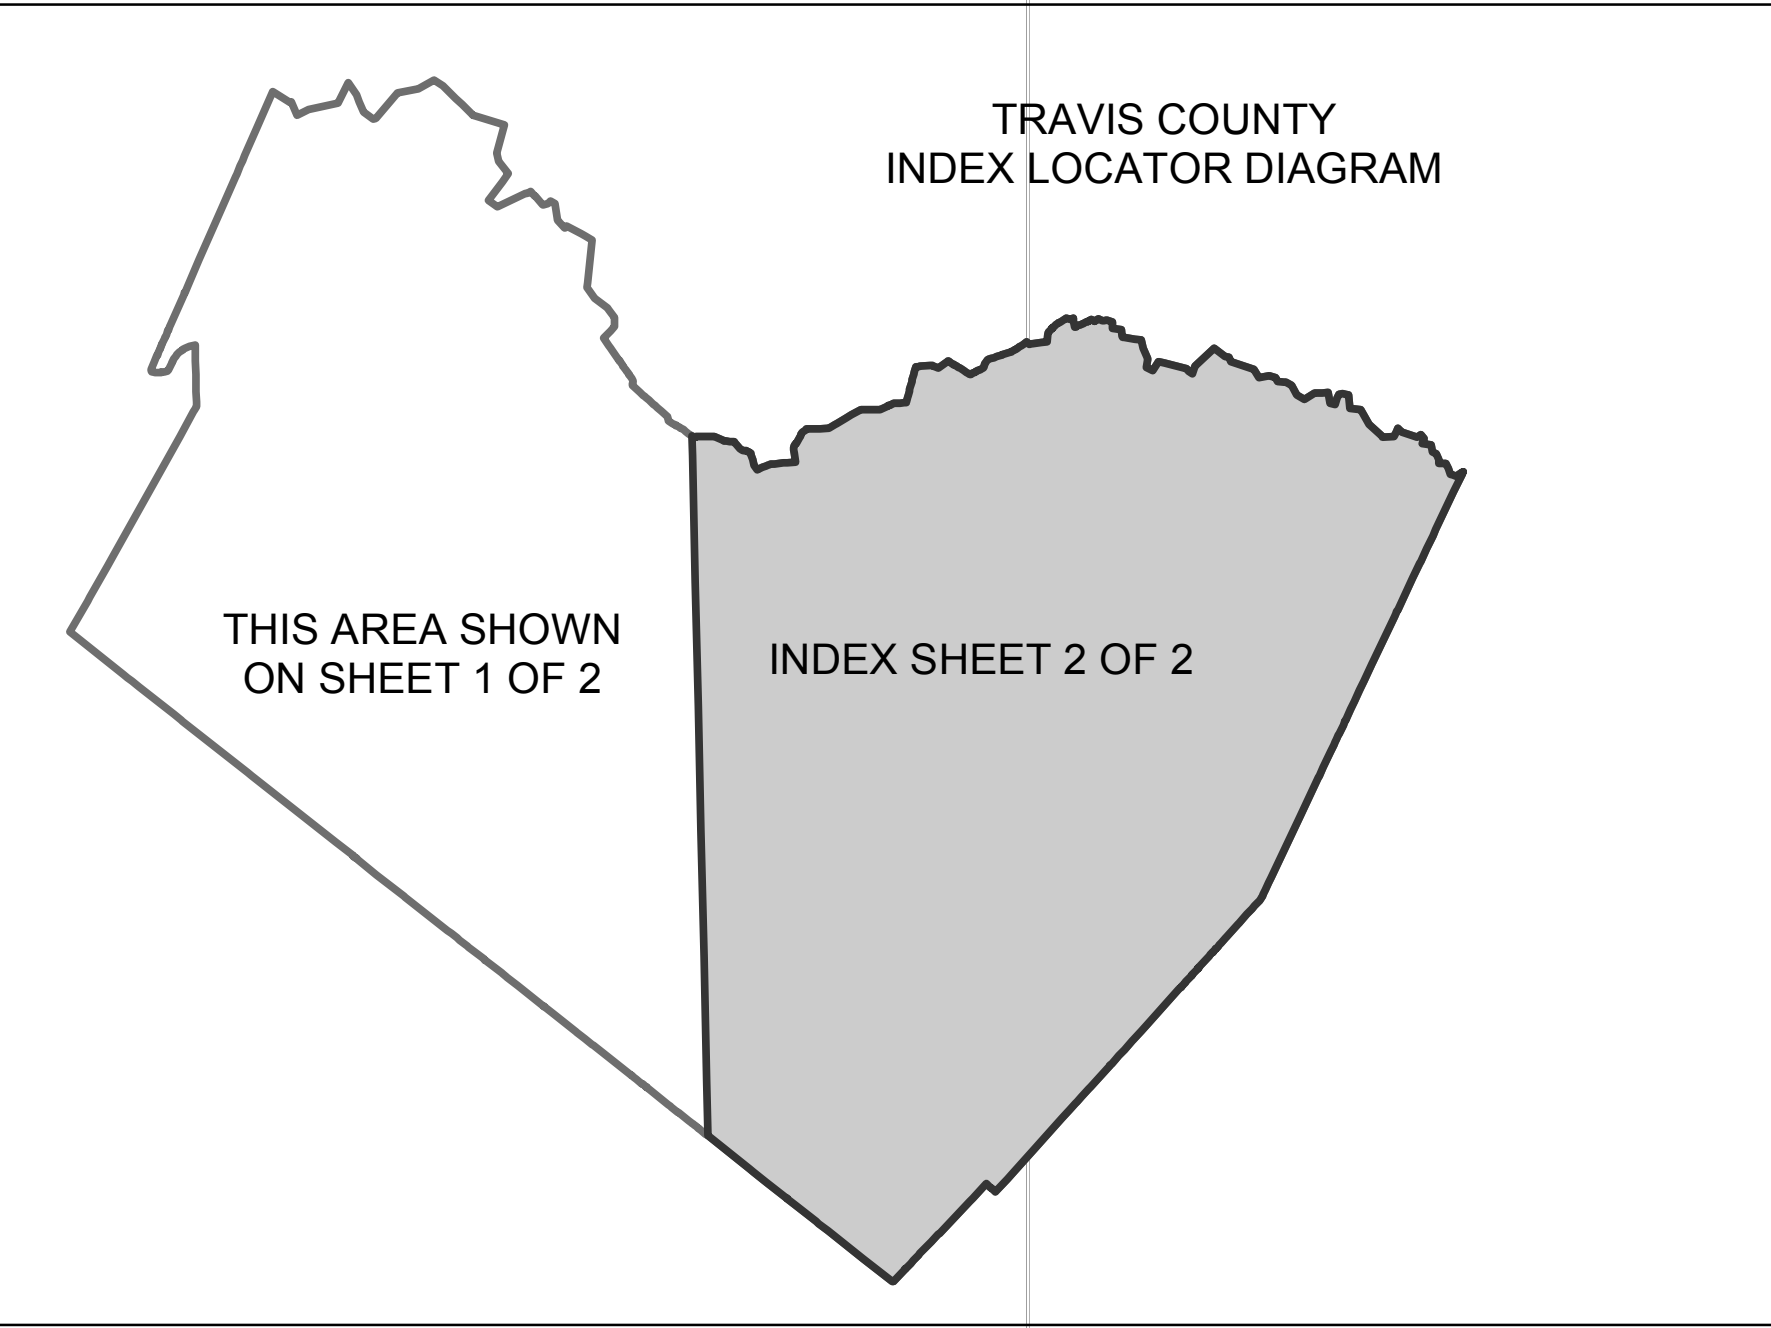 TRAVIS COUNTY
INDEX LOCATOR DIAGRAM
THIS AREA SHOWN
ON SHEET 1 OF 2
INDEX SHEET 2 OF 2